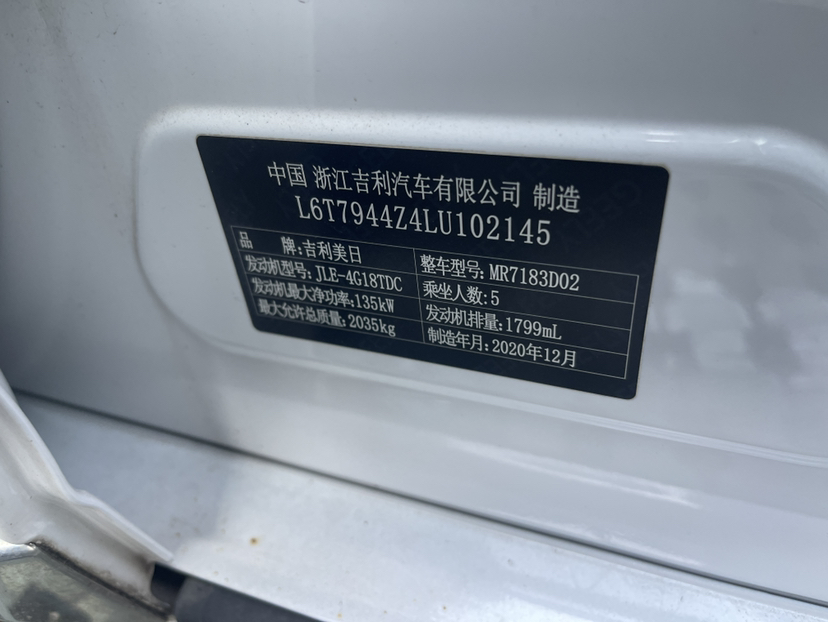 中国 浙江吉利汽车有限公司 制造
L6T7944Z4LU102145
品 牌:吉利美日 整车型号:MR7183D02
发动机型号:JLE-4G18TDC 乘坐人数:5
发动机最大净功率:135kW 发动机排量:1799mL
最大允许总质量:2035kg 制造年月:2020年12月